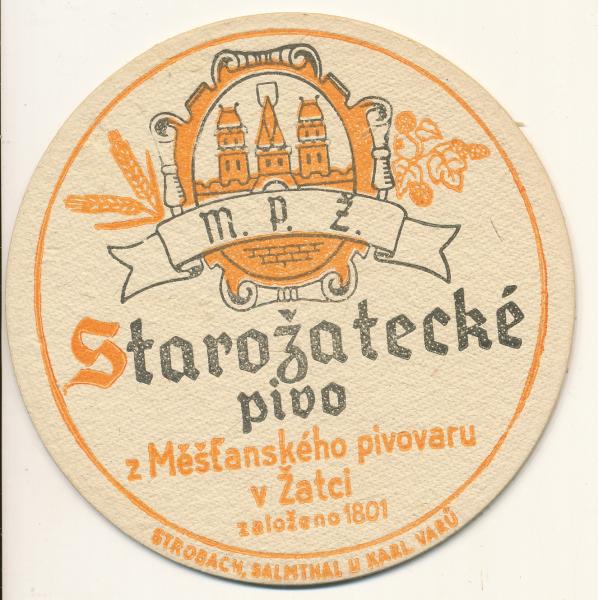 M. P. Ž.
Starožatecké
pivo
z Měšťanského pivovaru
v Žatci
založeno 1801
STROBACH, SALMTHAL U KARL. VARŮ